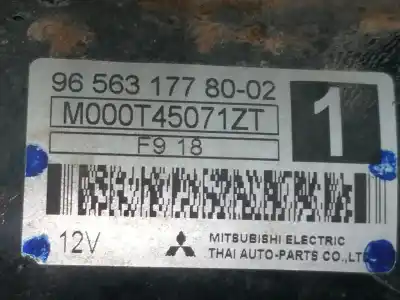 96 563 177 80-02
1
M000T45071ZT
F9 18
12V
MITSUBISHI ELECTRIC
THAI AUTO-PARTS CO.,LTD